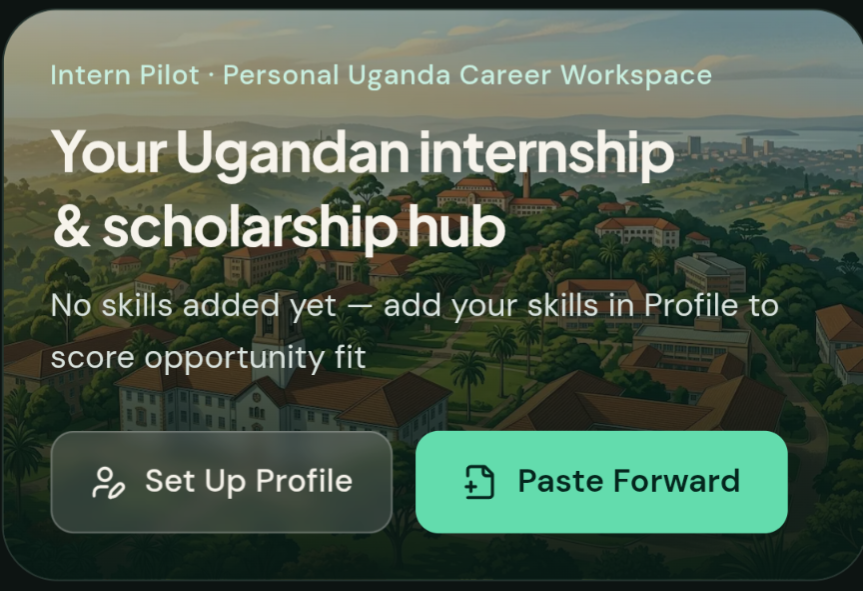 Intern Pilot · Personal Uganda Career Workspace
Your Ugandan internship
& scholarship hub
No skills added yet — add your skills in Profile to
score opportunity fit
Set Up Profile
Paste Forward